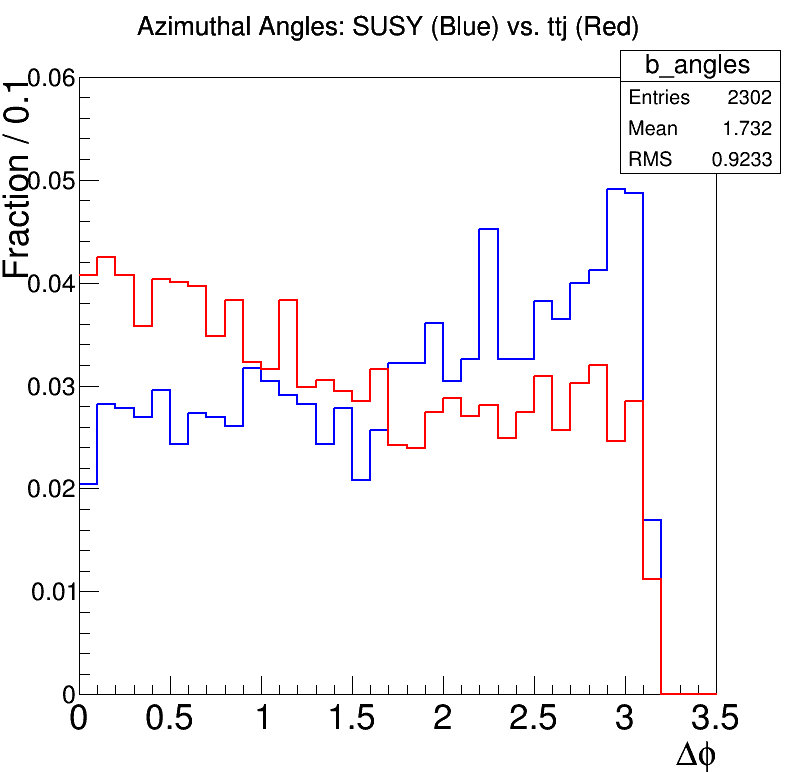 Azimuthal Angles: SUSY (Blue) vs. ttj (Red)
b_angles
Entries 2302
Mean 1.732
RMS 0.9233
Fraction / 0.1
0.06
0.05
0.04
0.03
0.02
0.01
0
0 0.5 1 1.5 2 2.5 3 3.5
Δϕ